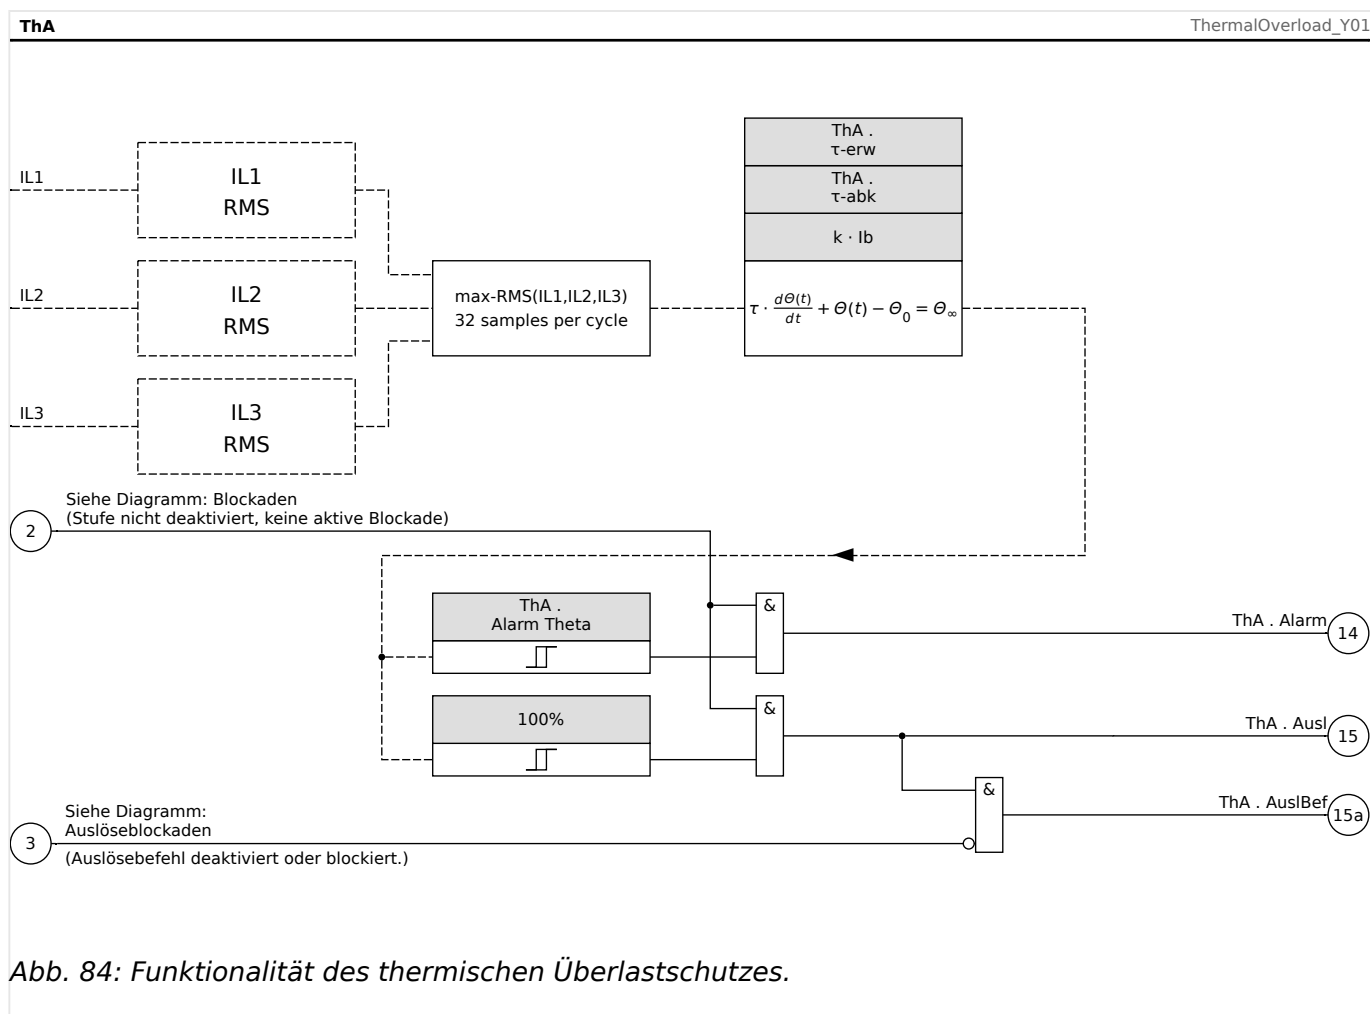 ThA
ThermalOverload_Y01
ThA .
τ-erw
ThA .
τ-abk
k · Ib
IL1
IL1
RMS
IL2
IL2
RMS
max-RMS(IL1,IL2,IL3)
32 samples per cycle
τ · dΘ(t)/dt + Θ(t) − Θ₀ = Θ∞
IL3
IL3
RMS
Siehe Diagramm: Blockaden
(Stufe nicht deaktiviert, keine aktive Blockade)
2
ThA .
Alarm Theta
&
ThA . Alarm
14
100%
&
ThA . Ausl
15
&
ThA . AuslBef
15a
Siehe Diagramm:
Auslöseblockaden
3
(Auslösebefehl deaktiviert oder blockiert.)
Abb. 84: Funktionalität des thermischen Überlastschutzes.